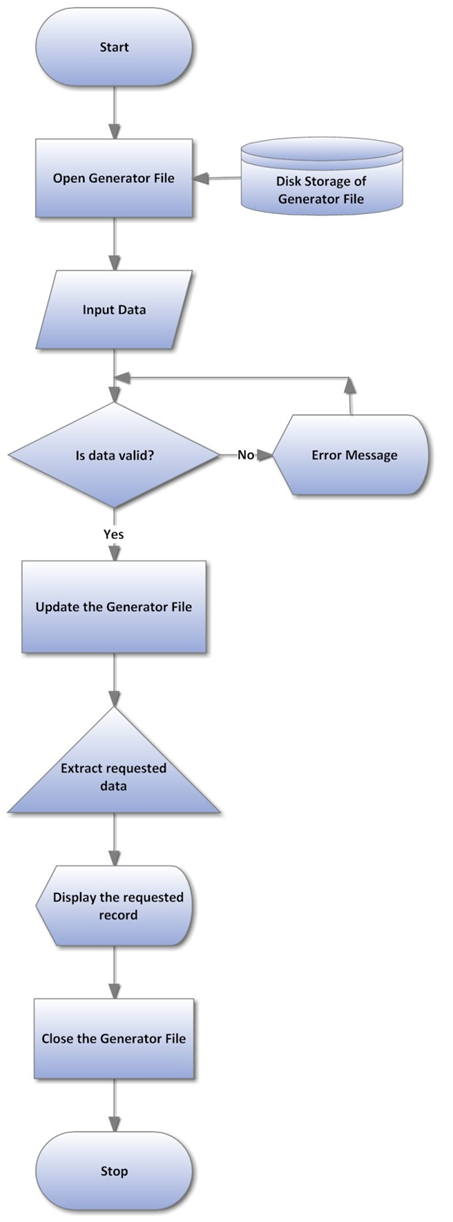 Start
Open Generator File
Disk Storage of
Generator File
Input Data
Is data valid?
No
Error Message
Yes
Update the Generator File
Extract requested
data
Display the requested
record
Close the Generator File
Stop